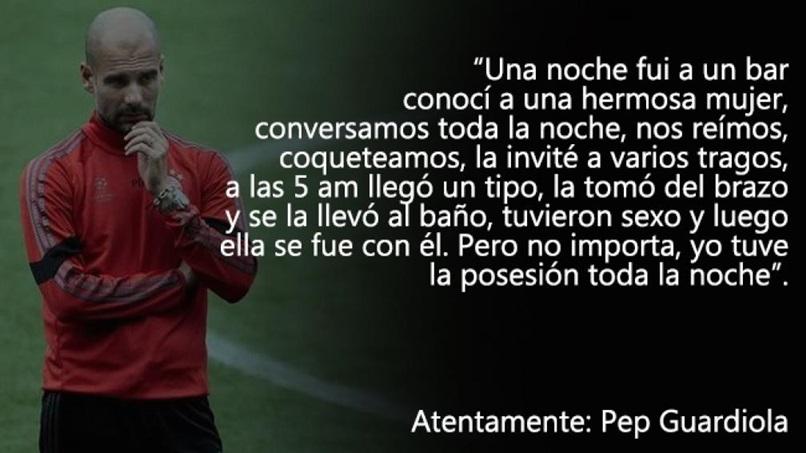 “Una noche fui a un bar
conocí a una hermosa mujer,
conversamos toda la noche, nos reímos,
coqueteamos, la invité a varios tragos,
a las 5 am llegó un tipo, la tomó del brazo
y se la llevó al baño, tuvieron sexo y luego
ella se fue con él. Pero no importa, yo tuve
la posesión toda la noche”.
Atentamente: Pep Guardiola